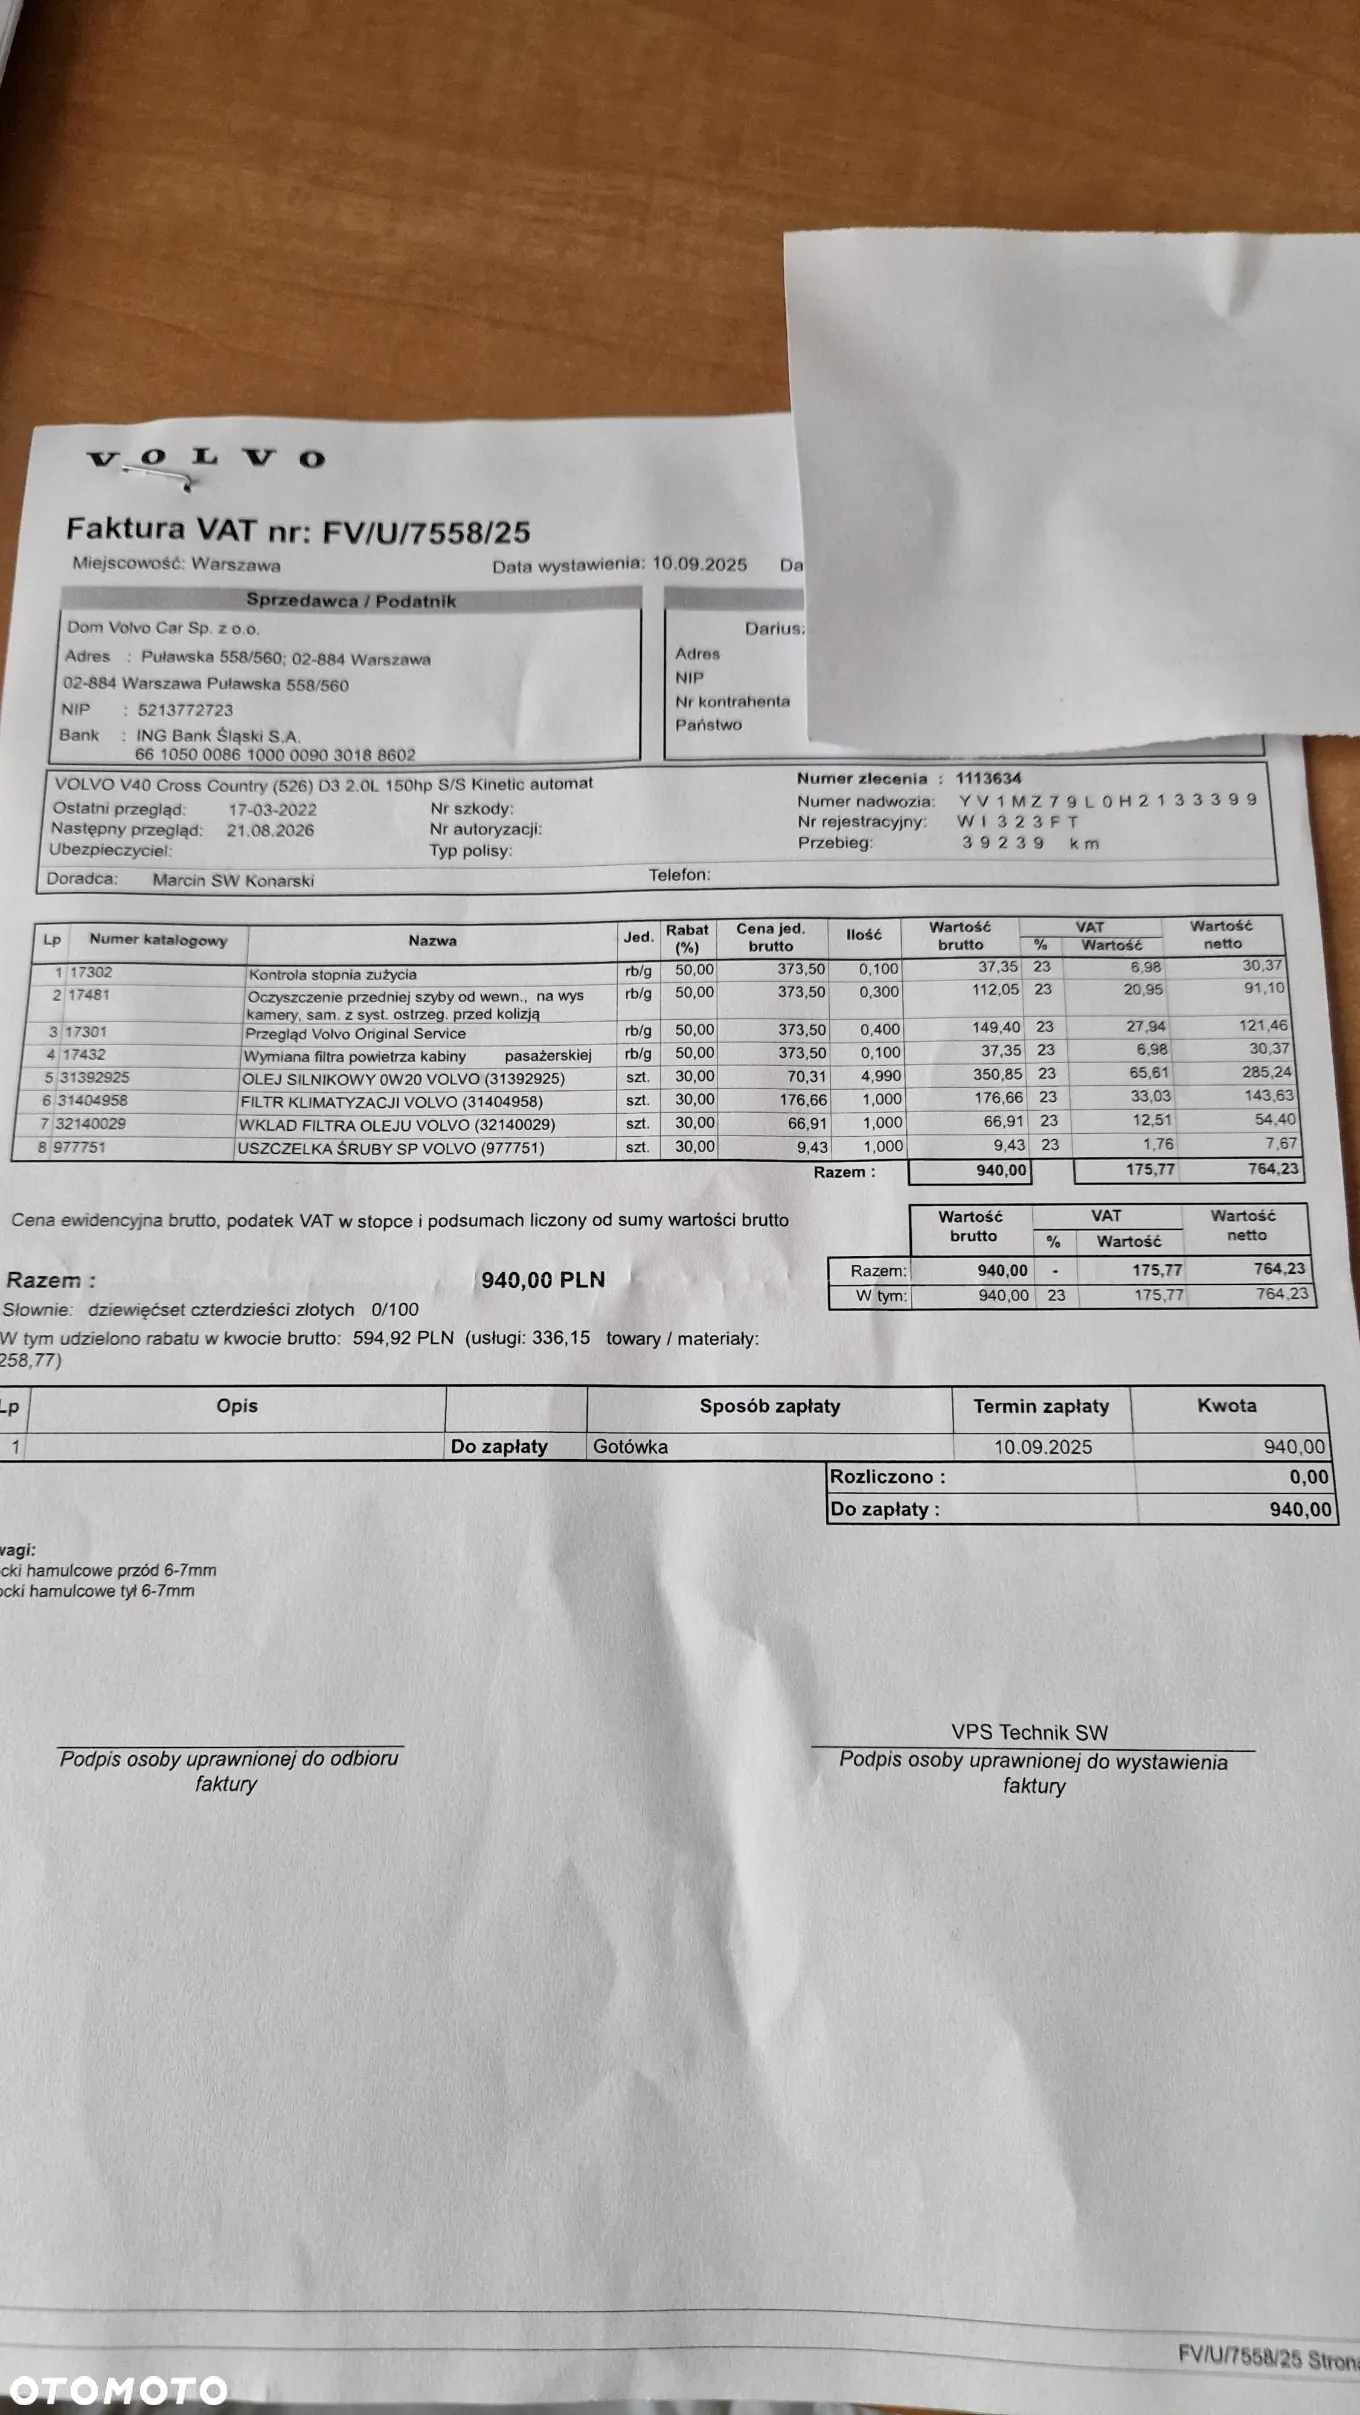 VOLVO
Faktura VAT nr: FV/U/7558/25
Miejscowość: Warszawa Data wystawienia: 10.09.2025 Da
Sprzedawca / Podatnik
Dom Volvo Car Sp. z o.o.
Adres : Puławska 558/560; 02-884 Warszawa
02-884 Warszawa Puławska 558/560
NIP : 5213772723
Bank : ING Bank Śląski S.A.
66 1050 0086 1000 0090 3018 8602
Darius
Adres
NIP
Nr kontrahenta
Państwo
VOLVO V40 Cross Country (526) D3 2.0L 150hp S/S Kinetic automat
Ostatni przegląd: 17-03-2022 Nr szkody:
Następny przegląd: 21.08.2026 Nr autoryzacji:
Ubezpieczyciel: Typ polisy:
Numer zlecenia : 1113634
Numer nadwozia: YV1MZ79L0H2133399
Nr rejestracyjny: WI323FT
Przebieg: 39239 km
Doradca: Marcin SW Konarski Telefon:
Lp Numer katalogowy Nazwa Jed. Rabat (%) Cena jed. brutto Ilość Wartość brutto VAT % Wartość Wartość netto
1 17302 Kontrola stopnia zużycia rb/g 50,00 373,50 0,100 37,35 23 6,98 30,37
2 17481 Oczyszczenie przedniej szyby od wewn., na wys rb/g 50,00 373,50 0,300 112,05 23 20,95 91,10
kamery, sam. z syst. ostrzeg. przed kolizją
3 17301 Przegląd Volvo Original Service rb/g 50,00 373,50 0,400 149,40 23 27,94 121,46
4 17432 Wymiana filtra powietrza kabiny pasażerskiej rb/g 50,00 373,50 0,100 37,35 23 6,98 30,37
5 31392925 OLEJ SILNIKOWY 0W20 VOLVO (31392925) szt. 30,00 70,31 4,990 350,85 23 65,61 285,24
6 31404958 FILTR KLIMATYZACJI VOLVO (31404958) szt. 30,00 176,66 1,000 176,66 23 33,03 143,63
7 32140029 WKLAD FILTRA OLEJU VOLVO (32140029) szt. 30,00 66,91 1,000 66,91 23 12,51 54,40
8 977751 USZCZELKA ŚRUBY SP VOLVO (977751) szt. 30,00 9,43 1,000 9,43 23 1,76 7,67
Razem : 940,00 175,77 764,23
Cena ewidencyjna brutto, podatek VAT w stopce i podsumach liczony od sumy wartości brutto
Wartość brutto VAT % Wartość Wartość netto
Razem: 940,00 - 175,77 764,23
W tym: 940,00 23 175,77 764,23
Razem : 940,00 PLN
Słownie: dziewięćset czterdzieści złotych 0/100
W tym udzielono rabatu w kwocie brutto: 594,92 PLN (usługi: 336,15 towary / materiały:
258,77)
Lp Opis Sposób zapłaty Termin zapłaty Kwota
1 Do zapłaty Gotówka 10.09.2025 940,00
Rozliczono : 0,00
Do zapłaty : 940,00
wagi:
ocki hamulcowe przód 6-7mm
ocki hamulcowe tył 6-7mm
VPS Technik SW
Podpis osoby uprawnionej do odbioru
faktury
Podpis osoby uprawnionej do wystawienia
faktury
FV/U/7558/25 Strona
OTOMOTO